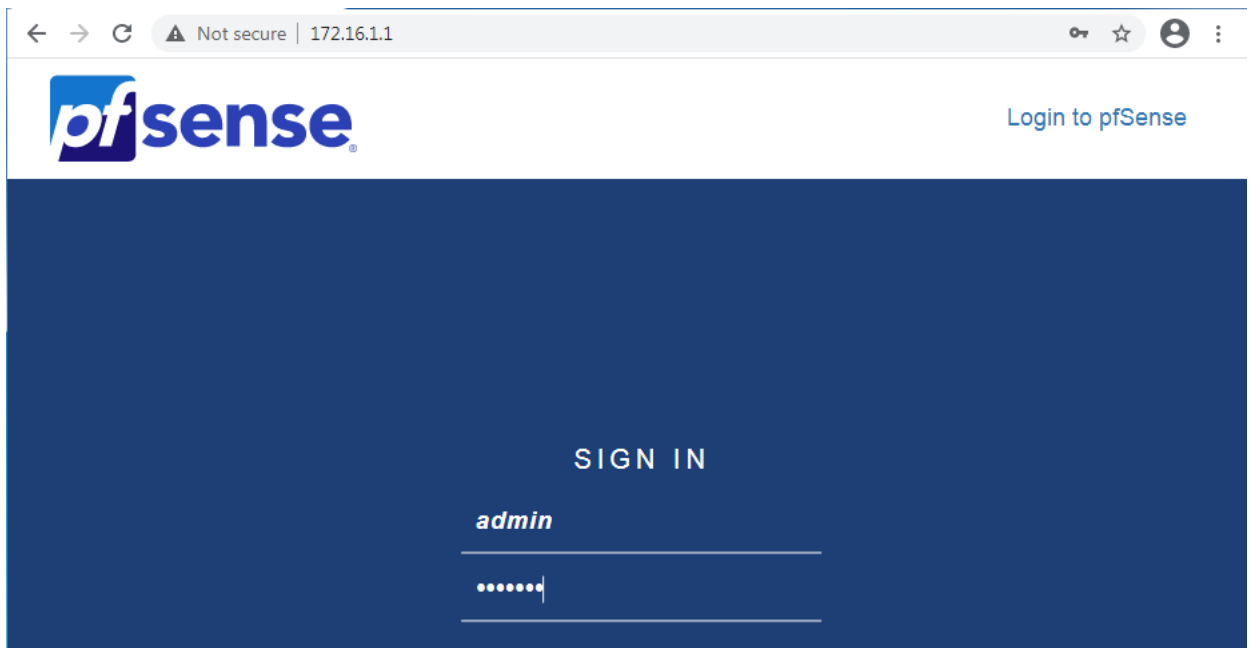 Not secure | 172.16.1.1
pfsense
Login to pfSense
SIGN IN
admin
•••••••